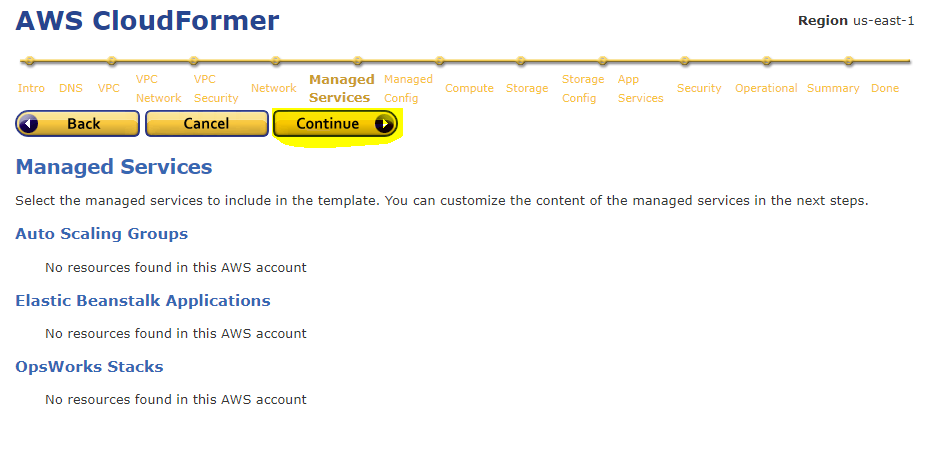 AWS CloudFormer
Region us-east-1
Intro
DNS
VPC
VPC
Network
VPC
Security
Network
Managed
Services
Managed
Config
Compute
Storage
Storage
Config
App
Services
Security
Operational
Summary
Done
Back
Cancel
Continue
Managed Services
Select the managed services to include in the template. You can customize the content of the managed services in the next steps.
Auto Scaling Groups
No resources found in this AWS account
Elastic Beanstalk Applications
No resources found in this AWS account
OpsWorks Stacks
No resources found in this AWS account